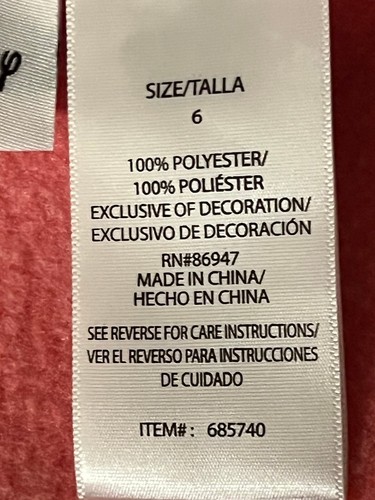 SIZE/TALLA
6
100% POLYESTER/
100% POLIÉSTER
EXCLUSIVE OF DECORATION/
EXCLUSIVO DE DECORACIÓN
RN#86947
MADE IN CHINA/
HECHO EN CHINA
SEE REVERSE FOR CARE INSTRUCTIONS/
VER EL REVERSO PARA INSTRUCCIONES
DE CUIDADO
ITEM# : 685740